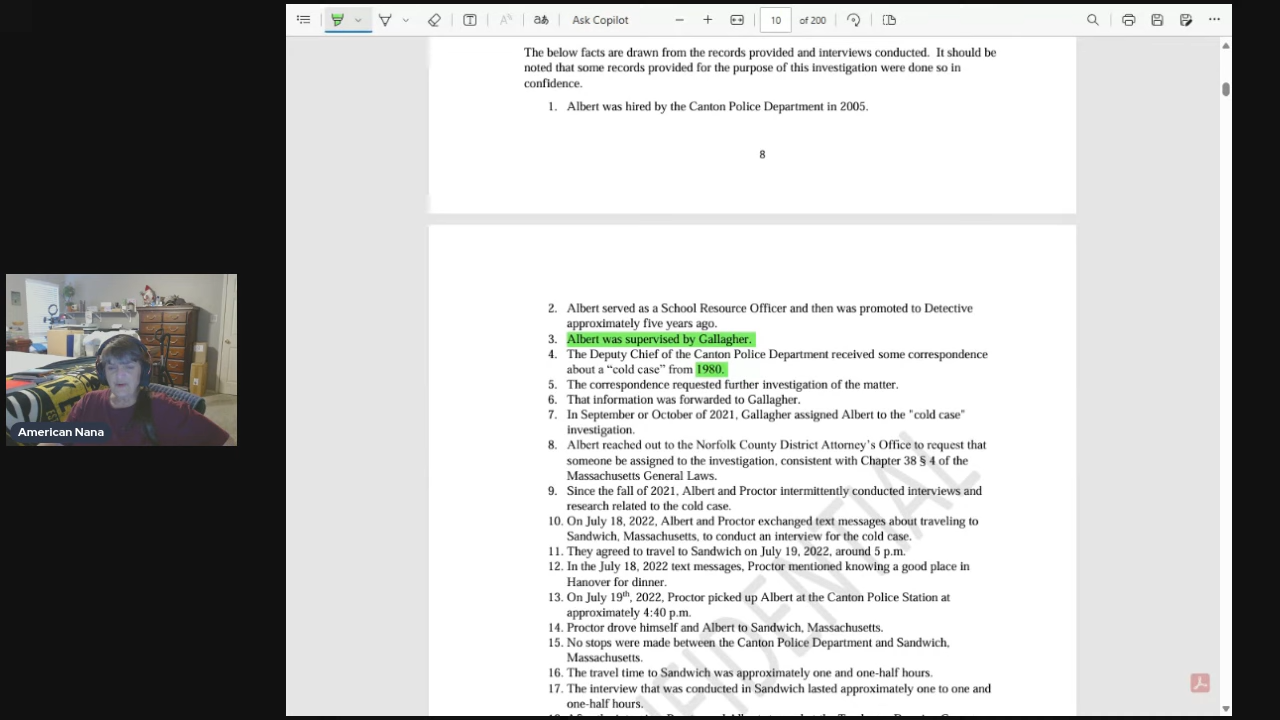 Ask Copilot
10 of 200
The below facts are drawn from the records provided and interviews conducted. It should be
noted that some records provided for the purpose of this investigation were done so in
confidence.
1. Albert was hired by the Canton Police Department in 2005.
8
2. Albert served as a School Resource Officer and then was promoted to Detective
approximately five years ago.
3. Albert was supervised by Gallagher.
4. The Deputy Chief of the Canton Police Department received some correspondence
about a “cold case” from 1980.
5. The correspondence requested further investigation of the matter.
6. That information was forwarded to Gallagher.
7. In September or October of 2021, Gallagher assigned Albert to the "cold case"
investigation.
8. Albert reached out to the Norfolk County District Attorney’s Office to request that
someone be assigned to the investigation, consistent with Chapter 38 § 4 of the
Massachusetts General Laws.
9. Since the fall of 2021, Albert and Proctor intermittently conducted interviews and
research related to the cold case.
10. On July 18, 2022, Albert and Proctor exchanged text messages about traveling to
Sandwich, Massachusetts, to conduct an interview for the cold case.
11. They agreed to travel to Sandwich on July 19, 2022, around 5 p.m.
12. In the July 18, 2022 text messages, Proctor mentioned knowing a good place in
Hanover for dinner.
13. On July 19th, 2022, Proctor picked up Albert at the Canton Police Station at
approximately 4:40 p.m.
14. Proctor drove himself and Albert to Sandwich, Massachusetts.
15. No stops were made between the Canton Police Department and Sandwich,
Massachusetts.
16. The travel time to Sandwich was approximately one and one-half hours.
17. The interview that was conducted in Sandwich lasted approximately one to one and
one-half hours.
American Nana